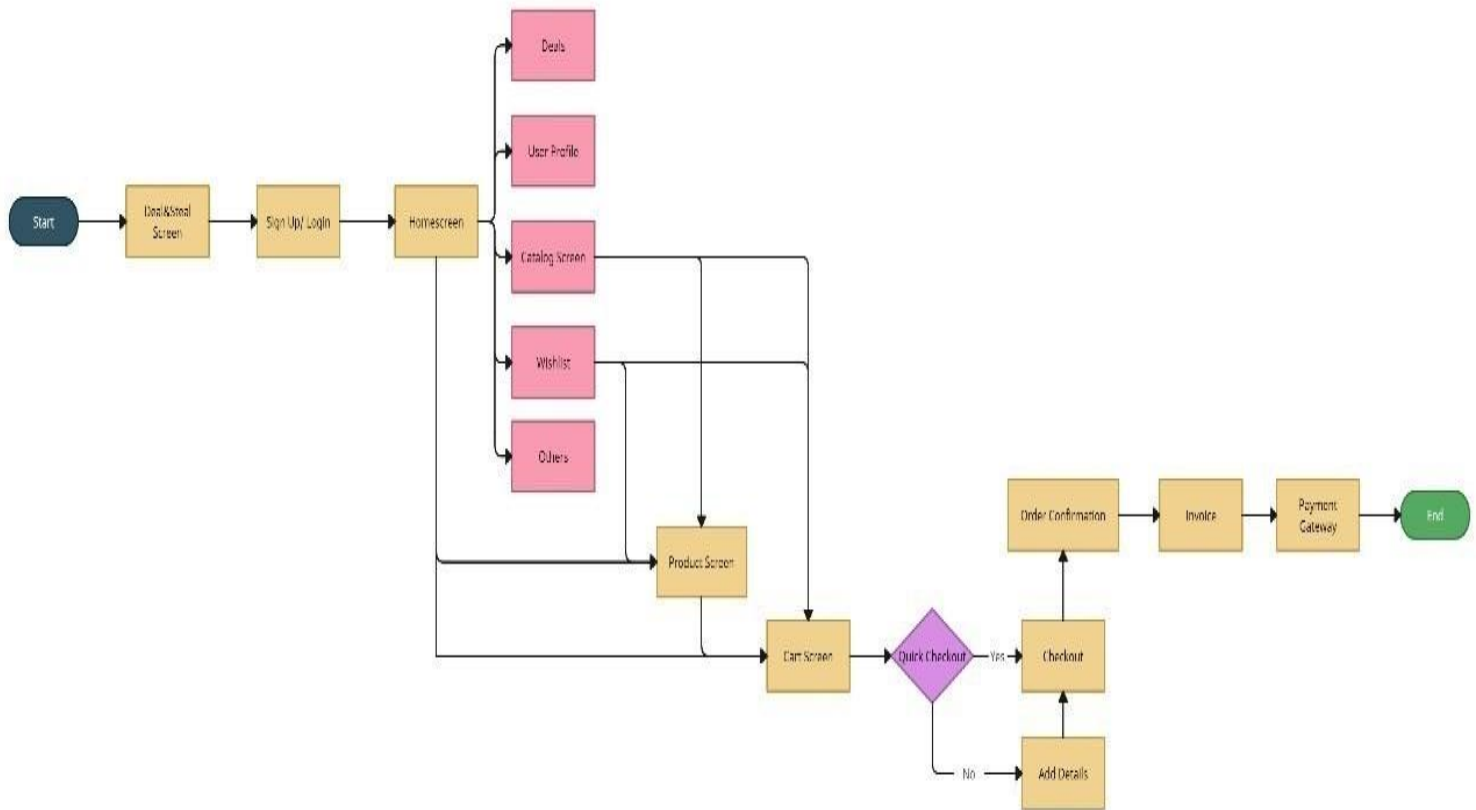 Deals
User Profile
Start
Deal&Steal
Screen
Sign Up/ Login
Homescreen
Catalog Screen
Wishlist
Others
Order Confirmation
Invoice
Payment
Gateway
End
Product Screen
Cart Screen
Quick Checkout
Yes
Checkout
No
Add Details